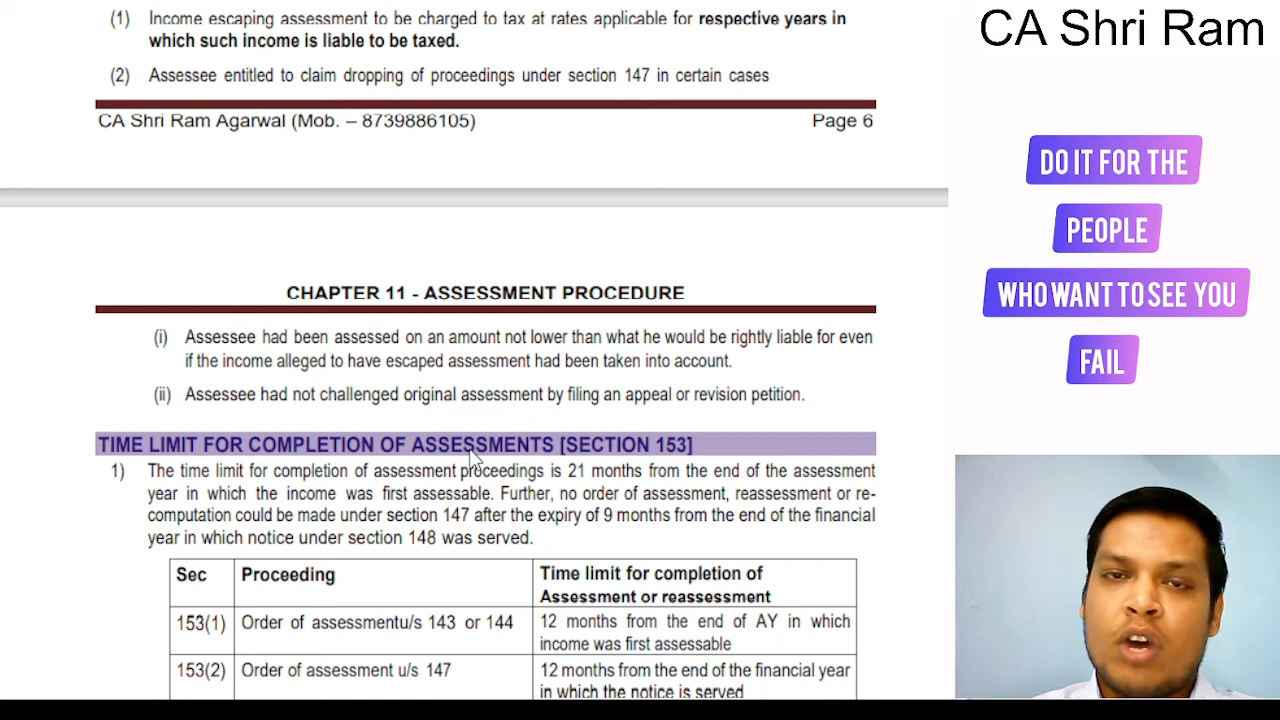 (1) Income escaping assessment to be charged to tax at rates applicable for respective years in
which such income is liable to be taxed.
(2) Assessee entitled to claim dropping of proceedings under section 147 in certain cases
CA Shri Ram Agarwal (Mob. – 8739886105) Page 6
CHAPTER 11 - ASSESSMENT PROCEDURE
(i) Assessee had been assessed on an amount not lower than what he would be rightly liable for even
if the income alleged to have escaped assessment had been taken into account.
(ii) Assessee had not challenged original assessment by filing an appeal or revision petition.
TIME LIMIT FOR COMPLETION OF ASSESSMENTS [SECTION 153]
1) The time limit for completion of assessment proceedings is 21 months from the end of the assessment
year in which the income was first assessable. Further, no order of assessment, reassessment or re-
computation could be made under section 147 after the expiry of 9 months from the end of the financial
year in which notice under section 148 was served.
Sec Proceeding Time limit for completion of
Assessment or reassessment
153(1) Order of assessmentu/s 143 or 144 12 months from the end of AY in which
income was first assessable
153(2) Order of assessment u/s 147 12 months from the end of the financial year
in which the notice is served
CA Shri Ram
DO IT FOR THE
PEOPLE
WHO WANT TO SEE YOU
FAIL